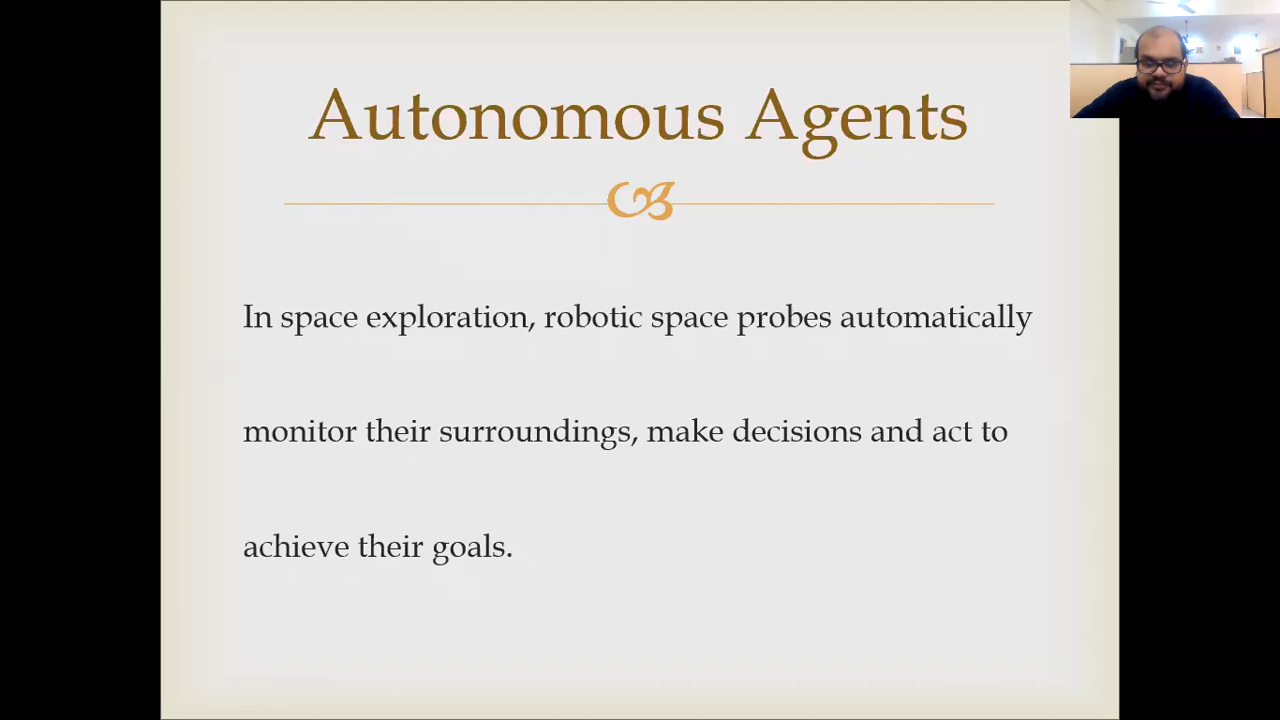 Autonomous Agents
In space exploration, robotic space probes automatically
monitor their surroundings, make decisions and act to
achieve their goals.